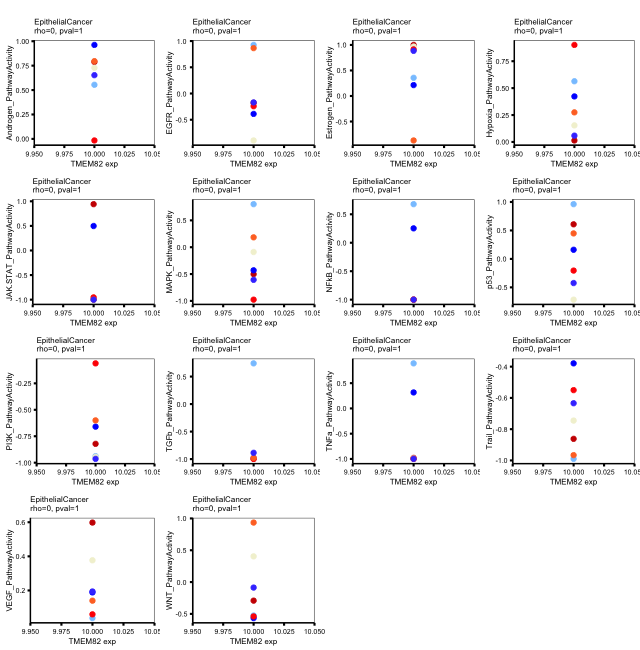 EpithelialCancer
rho=0, pval=1
Androgen_PathwayActivity
1.00
0.75
0.50
0.25
0.00
9.950
9.975
10.000
10.025
10.05
TMEM82 exp
EpithelialCancer
rho=0, pval=1
EGFR_PathwayActivity
1.0
0.5
0.0
-0.5
9.950
9.975
10.000
10.025
10.05
TMEM82 exp
EpithelialCancer
rho=0, pval=1
Estrogen_PathwayActivity
1.0
0.5
0.0
-0.5
9.950
9.975
10.000
10.025
10.05
TMEM82 exp
EpithelialCancer
rho=0, pval=1
Hypoxia_PathwayActivity
0.75
0.50
0.25
0.00
9.950
9.975
10.000
10.025
10.05
TMEM82 exp
EpithelialCancer
rho=0, pval=1
JAK.STAT_PathwayActivity
1.0
0.5
0.0
-0.5
-1.0
9.950
9.975
10.000
10.025
10.05
TMEM82 exp
EpithelialCancer
rho=0, pval=1
MAPK_PathwayActivity
0.5
0.0
-0.5
-1.0
9.950
9.975
10.000
10.025
10.05
TMEM82 exp
EpithelialCancer
rho=0, pval=1
NFkB_PathwayActivity
0.5
0.0
-0.5
-1.0
9.950
9.975
10.000
10.025
10.05
TMEM82 exp
EpithelialCancer
rho=0, pval=1
p53_PathwayActivity
1.0
0.5
0.0
-0.5
9.950
9.975
10.000
10.025
10.05
TMEM82 exp
EpithelialCancer
rho=0, pval=1
PI3K_PathwayActivity
-0.25
-0.50
-0.75
-1.00
9.950
9.975
10.000
10.025
10.05
TMEM82 exp
EpithelialCancer
rho=0, pval=1
TGFb_PathwayActivity
0.5
0.0
-0.5
-1.0
9.950
9.975
10.000
10.025
10.05
TMEM82 exp
EpithelialCancer
rho=0, pval=1
TNFa_PathwayActivity
0.5
0.0
-0.5
-1.0
9.950
9.975
10.000
10.025
10.05
TMEM82 exp
EpithelialCancer
rho=0, pval=1
Trail_PathwayActivity
-0.4
-0.6
-0.8
-1.0
9.950
9.975
10.000
10.025
10.05
TMEM82 exp
EpithelialCancer
rho=0, pval=1
VEGF_PathwayActivity
0.6
0.4
0.2
9.950
9.975
10.000
10.025
10.05
TMEM82 exp
EpithelialCancer
rho=0, pval=1
WNT_PathwayActivity
1.0
0.5
0.0
-0.5
9.950
9.975
10.000
10.025
10.050
TMEM82 exp